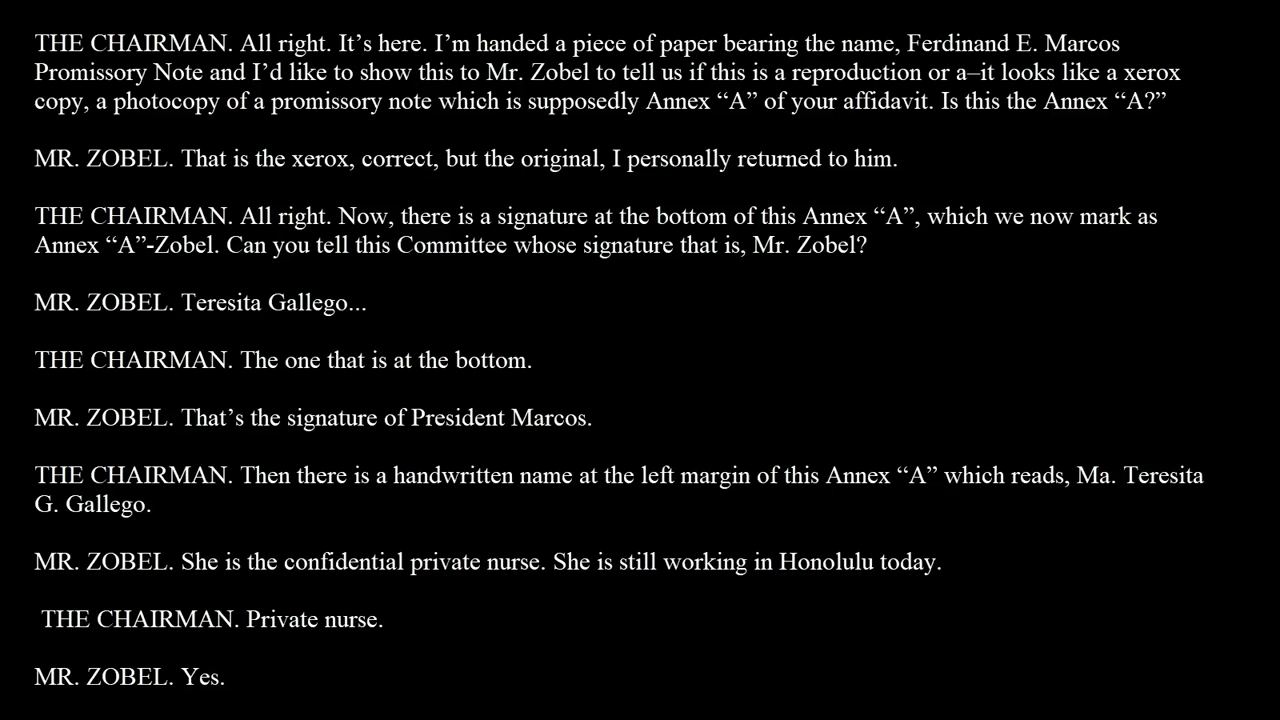 THE CHAIRMAN. All right. It’s here. I’m handed a piece of paper bearing the name, Ferdinand E. Marcos
Promissory Note and I’d like to show this to Mr. Zobel to tell us if this is a reproduction or a–it looks like a xerox
copy, a photocopy of a promissory note which is supposedly Annex “A” of your affidavit. Is this the Annex “A?”
MR. ZOBEL. That is the xerox, correct, but the original, I personally returned to him.
THE CHAIRMAN. All right. Now, there is a signature at the bottom of this Annex “A”, which we now mark as
Annex “A”-Zobel. Can you tell this Committee whose signature that is, Mr. Zobel?
MR. ZOBEL. Teresita Gallego...
THE CHAIRMAN. The one that is at the bottom.
MR. ZOBEL. That’s the signature of President Marcos.
THE CHAIRMAN. Then there is a handwritten name at the left margin of this Annex “A” which reads, Ma. Teresita
G. Gallego.
MR. ZOBEL. She is the confidential private nurse. She is still working in Honolulu today.
THE CHAIRMAN. Private nurse.
MR. ZOBEL. Yes.